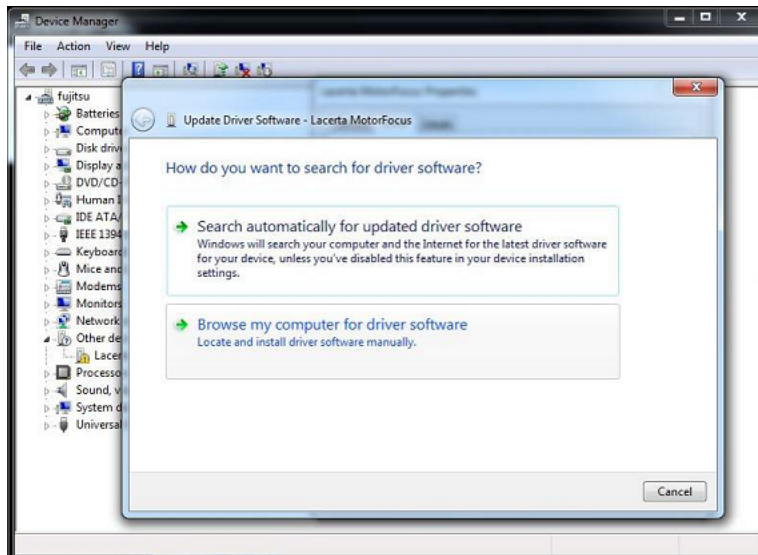 Device Manager
File Action View Help
fujitsu
Batteries
Compute
Disk driv
Display a
DVD/CD-
Human I
IDE ATA/
IEEE 1394
Keyboard
Mice and
Modems
Monitors
Network
Other de
Lacer
Processo
Sound, v
System d
Universal
Update Driver Software - Lacerta MotorFocus
How do you want to search for driver software?
Search automatically for updated driver software
Windows will search your computer and the Internet for the latest driver software
for your device, unless you've disabled this feature in your device installation
settings.
Browse my computer for driver software
Locate and install driver software manually.
Cancel